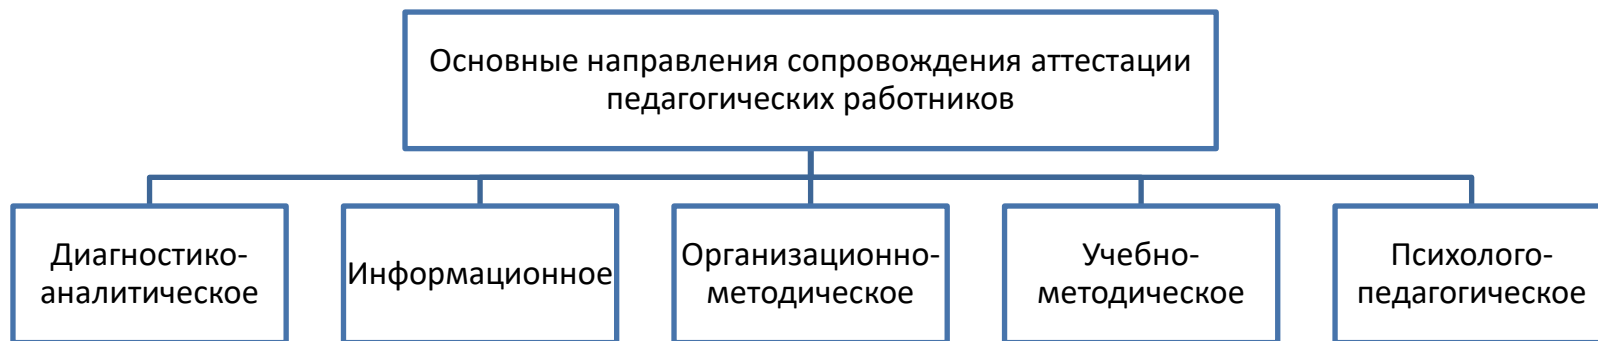 Основные направления сопровождения аттестации
педагогических работников
Диагностико-
аналитическое
Информационное
Организационно-
методическое
Учебно-
методическое
Психолого-
педагогическое